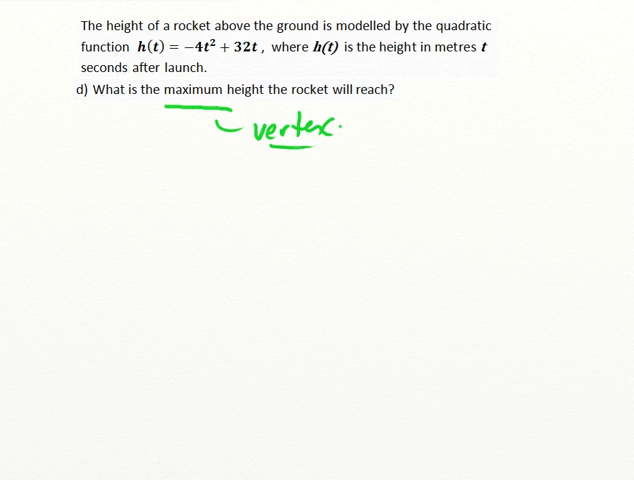 The height of a rocket above the ground is modelled by the quadratic
function h(t) = −4t² + 32t , where h(t) is the height in metres t
seconds after launch.
d) What is the maximum height the rocket will reach?
vertex.